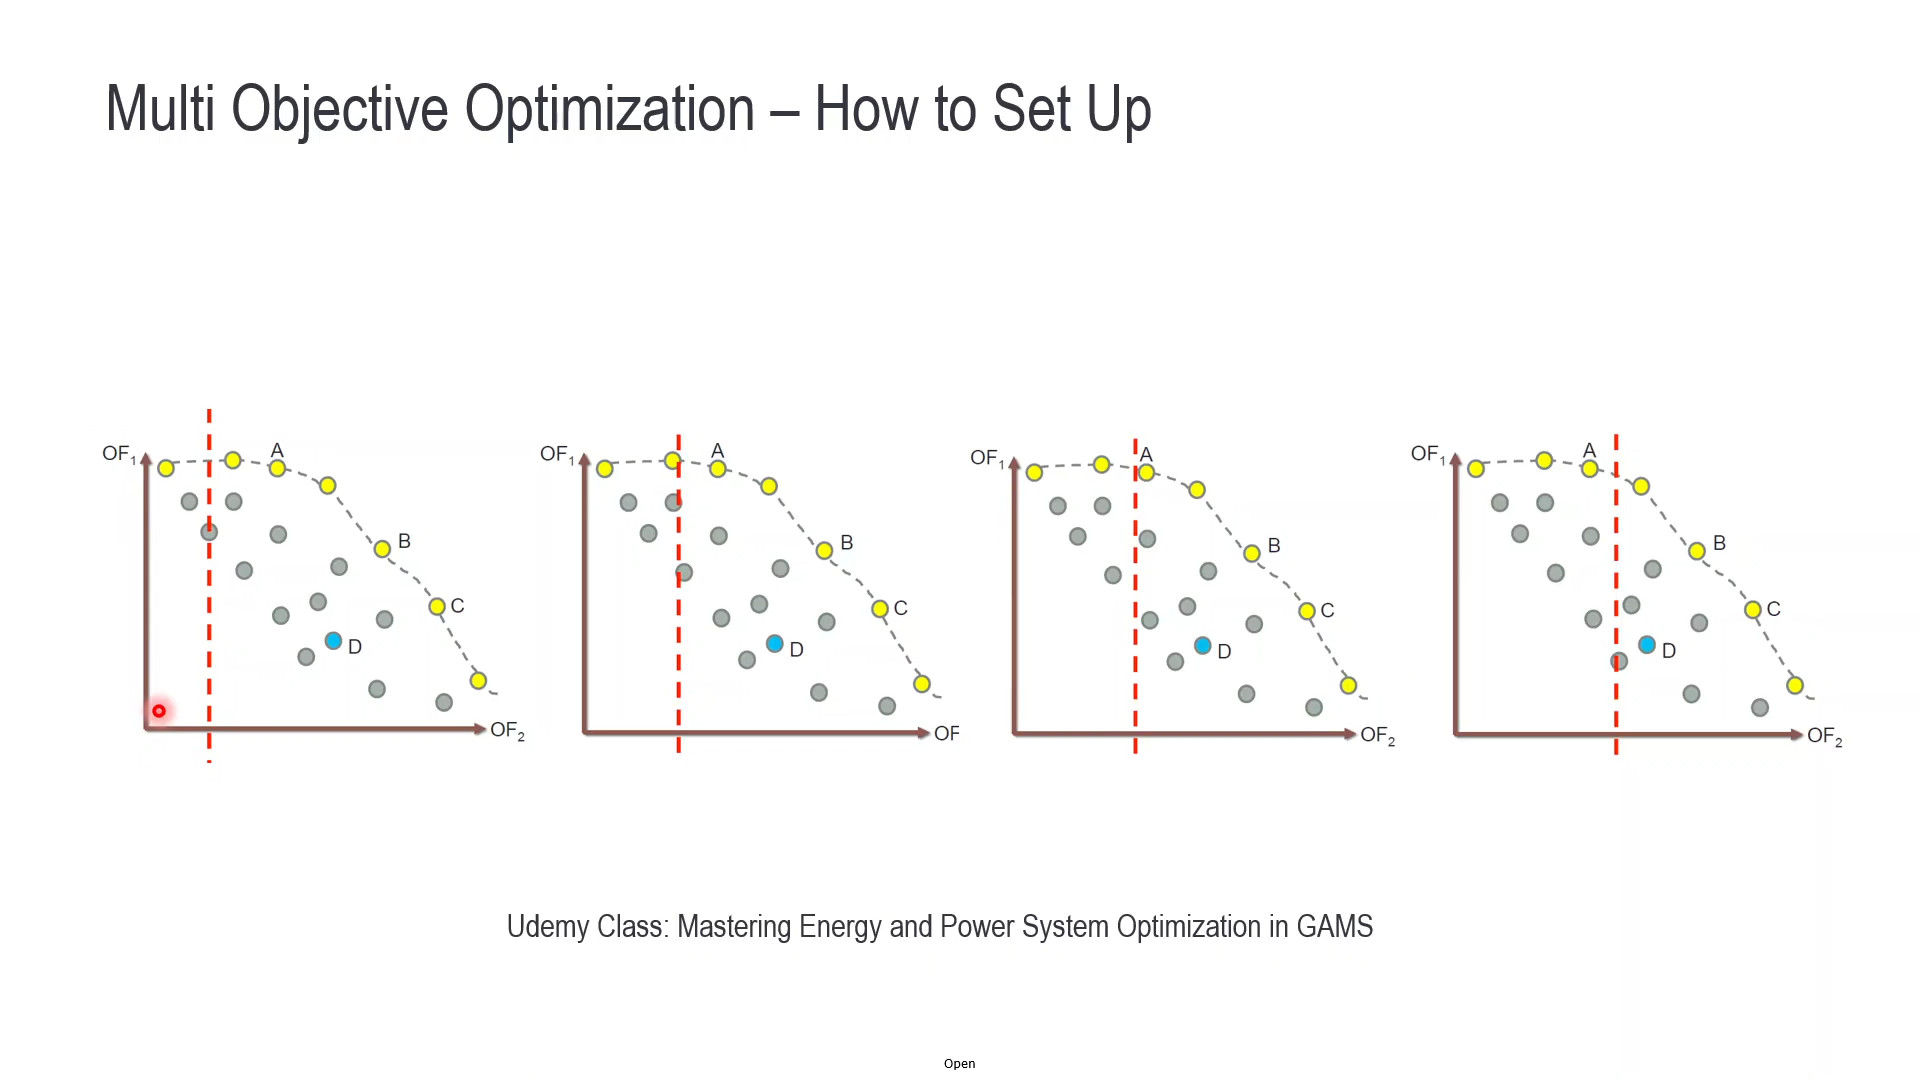 Multi Objective Optimization – How to Set Up
OF1
A
B
C
D
OF2
OF1
A
B
C
D
OF
OF1
A
B
C
D
OF2
OF1
A
B
C
D
OF2
Udemy Class: Mastering Energy and Power System Optimization in GAMS
Open